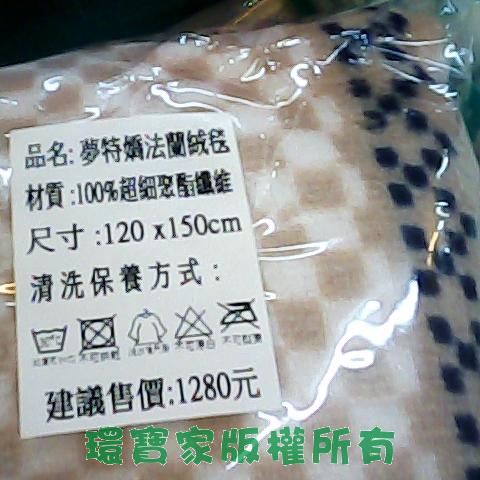 品名: 夢特嬌法蘭絨毯
材質:100%超細聚酯纖維
尺寸:120 x150cm
清洗保養方式:
30°C
建議售價:1280元
環寶家版權所有